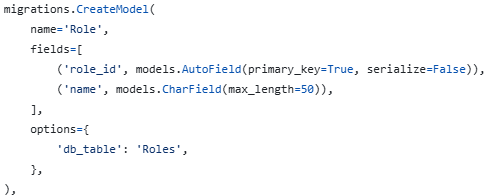 migrations.CreateModel(
    name='Role',
    fields=[
        ('role_id', models.AutoField(primary_key=True, serialize=False)),
        ('name', models.CharField(max_length=50)),
    ],
    options={
        'db_table': 'Roles',
    },
),